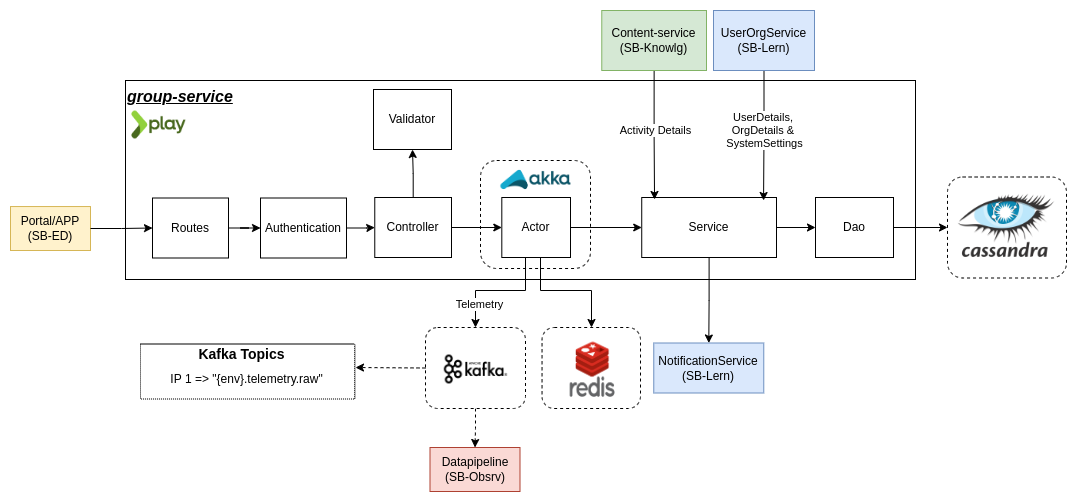 Content-service
(SB-Knowlg)
UserOrgService
(SB-Lern)
group-service
play
Validator
Activity Details
UserDetails,
OrgDetails &
SystemSettings
akka
Portal/APP
(SB-ED)
Routes
Authentication
Controller
Actor
Service
Dao
cassandra
Telemetry
Kafka Topics
IP 1 => "{env}.telemetry.raw"
APACHE
kafka
redis
NotificationService
(SB-Lern)
Datapipeline
(SB-Obsrv)